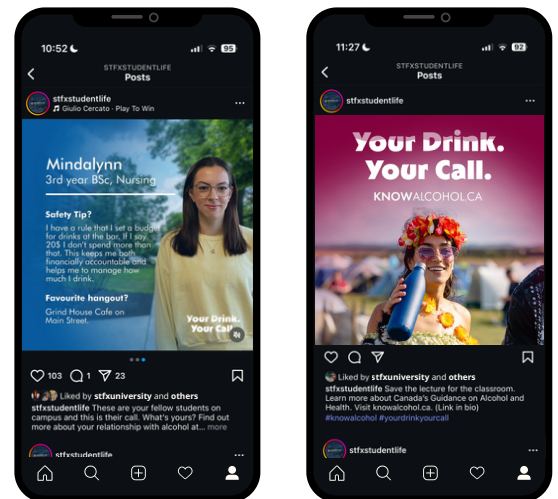 10:52
95
STFXSTUDENTLIFE
Posts
stfxstudentlife
Giulio Cercato · Play To Win
Mindalynn
3rd year BSc, Nursing
Safety Tip?
I have a rule that I set a budget
for drinks at the bar. If I say
20$ I don't spend more than
that. This keeps me both
financially accountable and
helps me to manage how
much I drink.
Favourite hangout?
Grind House Cafe on
Main Street.
Your Drink.
Your Call.
103
1
23
Liked by stfxuniversity and others
stfxstudentlife These are your fellow students on
campus and this is their call. What's yours? Find out
more about your relationship with alcohol at... more
stfxstudentlife
11:27
92
STFXSTUDENTLIFE
Posts
stfxstudentlife
Your Drink.
Your Call.
KNOWALCOHOL.CA
Liked by stfxuniversity and others
stfxstudentlife Save the lecture for the classroom.
Learn more about Canada's Guidance on Alcohol and
Health. Visit knowalcohol.ca. (Link in bio)
#knowalcohol #yourdrinkyourcall
stfxstudentlife